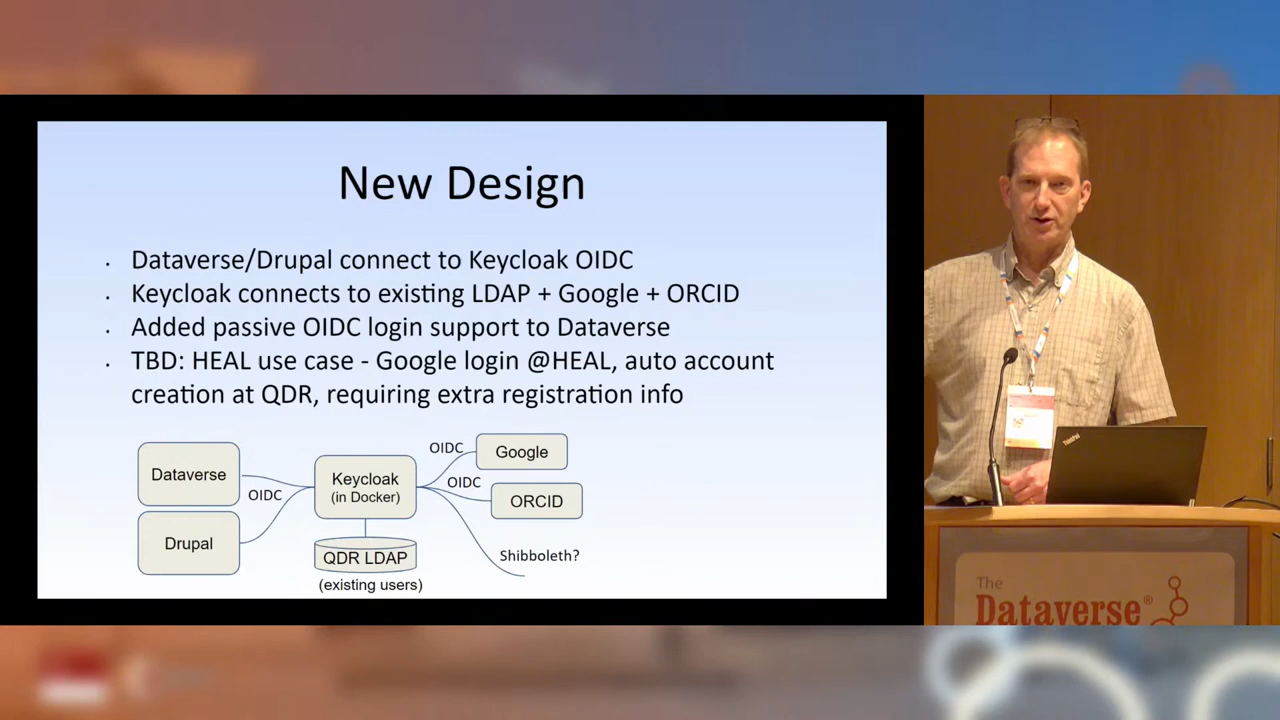 New Design
Dataverse/Drupal connect to Keycloak OIDC
Keycloak connects to existing LDAP + Google + ORCID
Added passive OIDC login support to Dataverse
TBD: HEAL use case - Google login @HEAL, auto account
creation at QDR, requiring extra registration info
Dataverse
OIDC
Drupal
Keycloak
(in Docker)
QDR LDAP
(existing users)
OIDC
Google
OIDC
ORCID
Shibboleth?
ThinkPad
The
Dataverse®